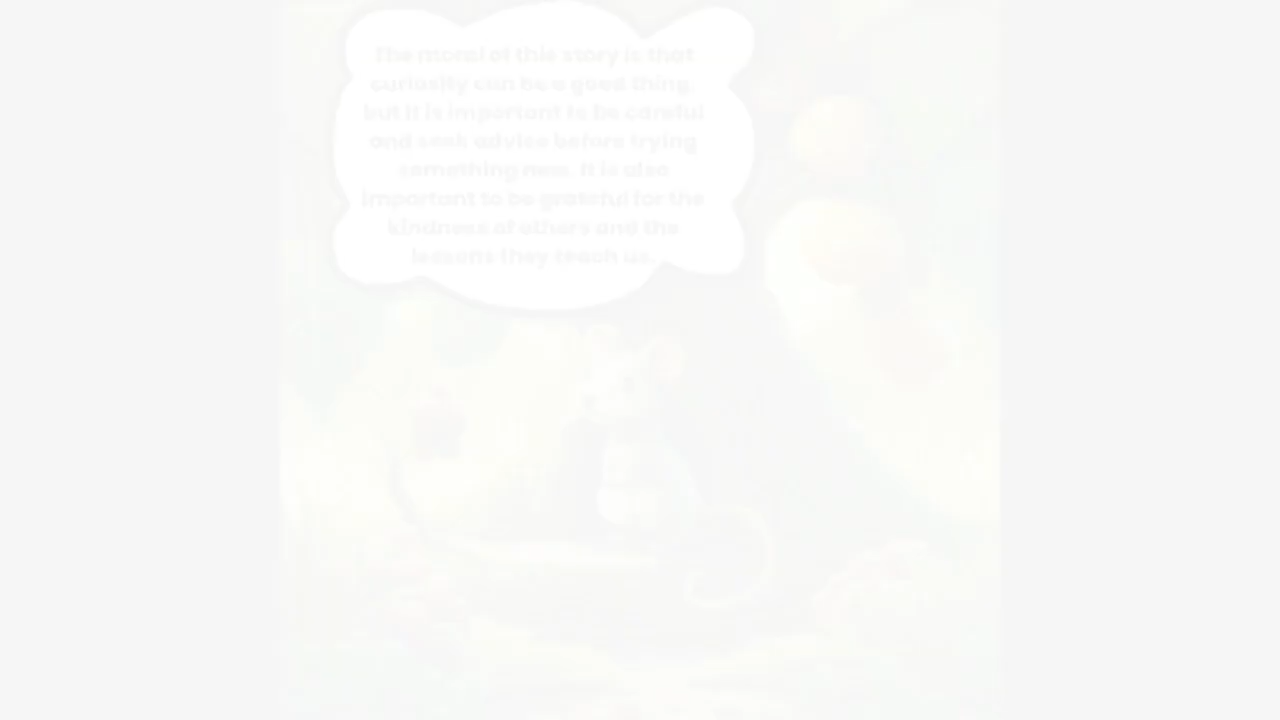 The moral of this story is that
curiosity can be a good thing,
but it is important to be careful
and seek advice before trying
something new. It is also
important to be grateful for the
kindness of others and the
lessons they teach us.